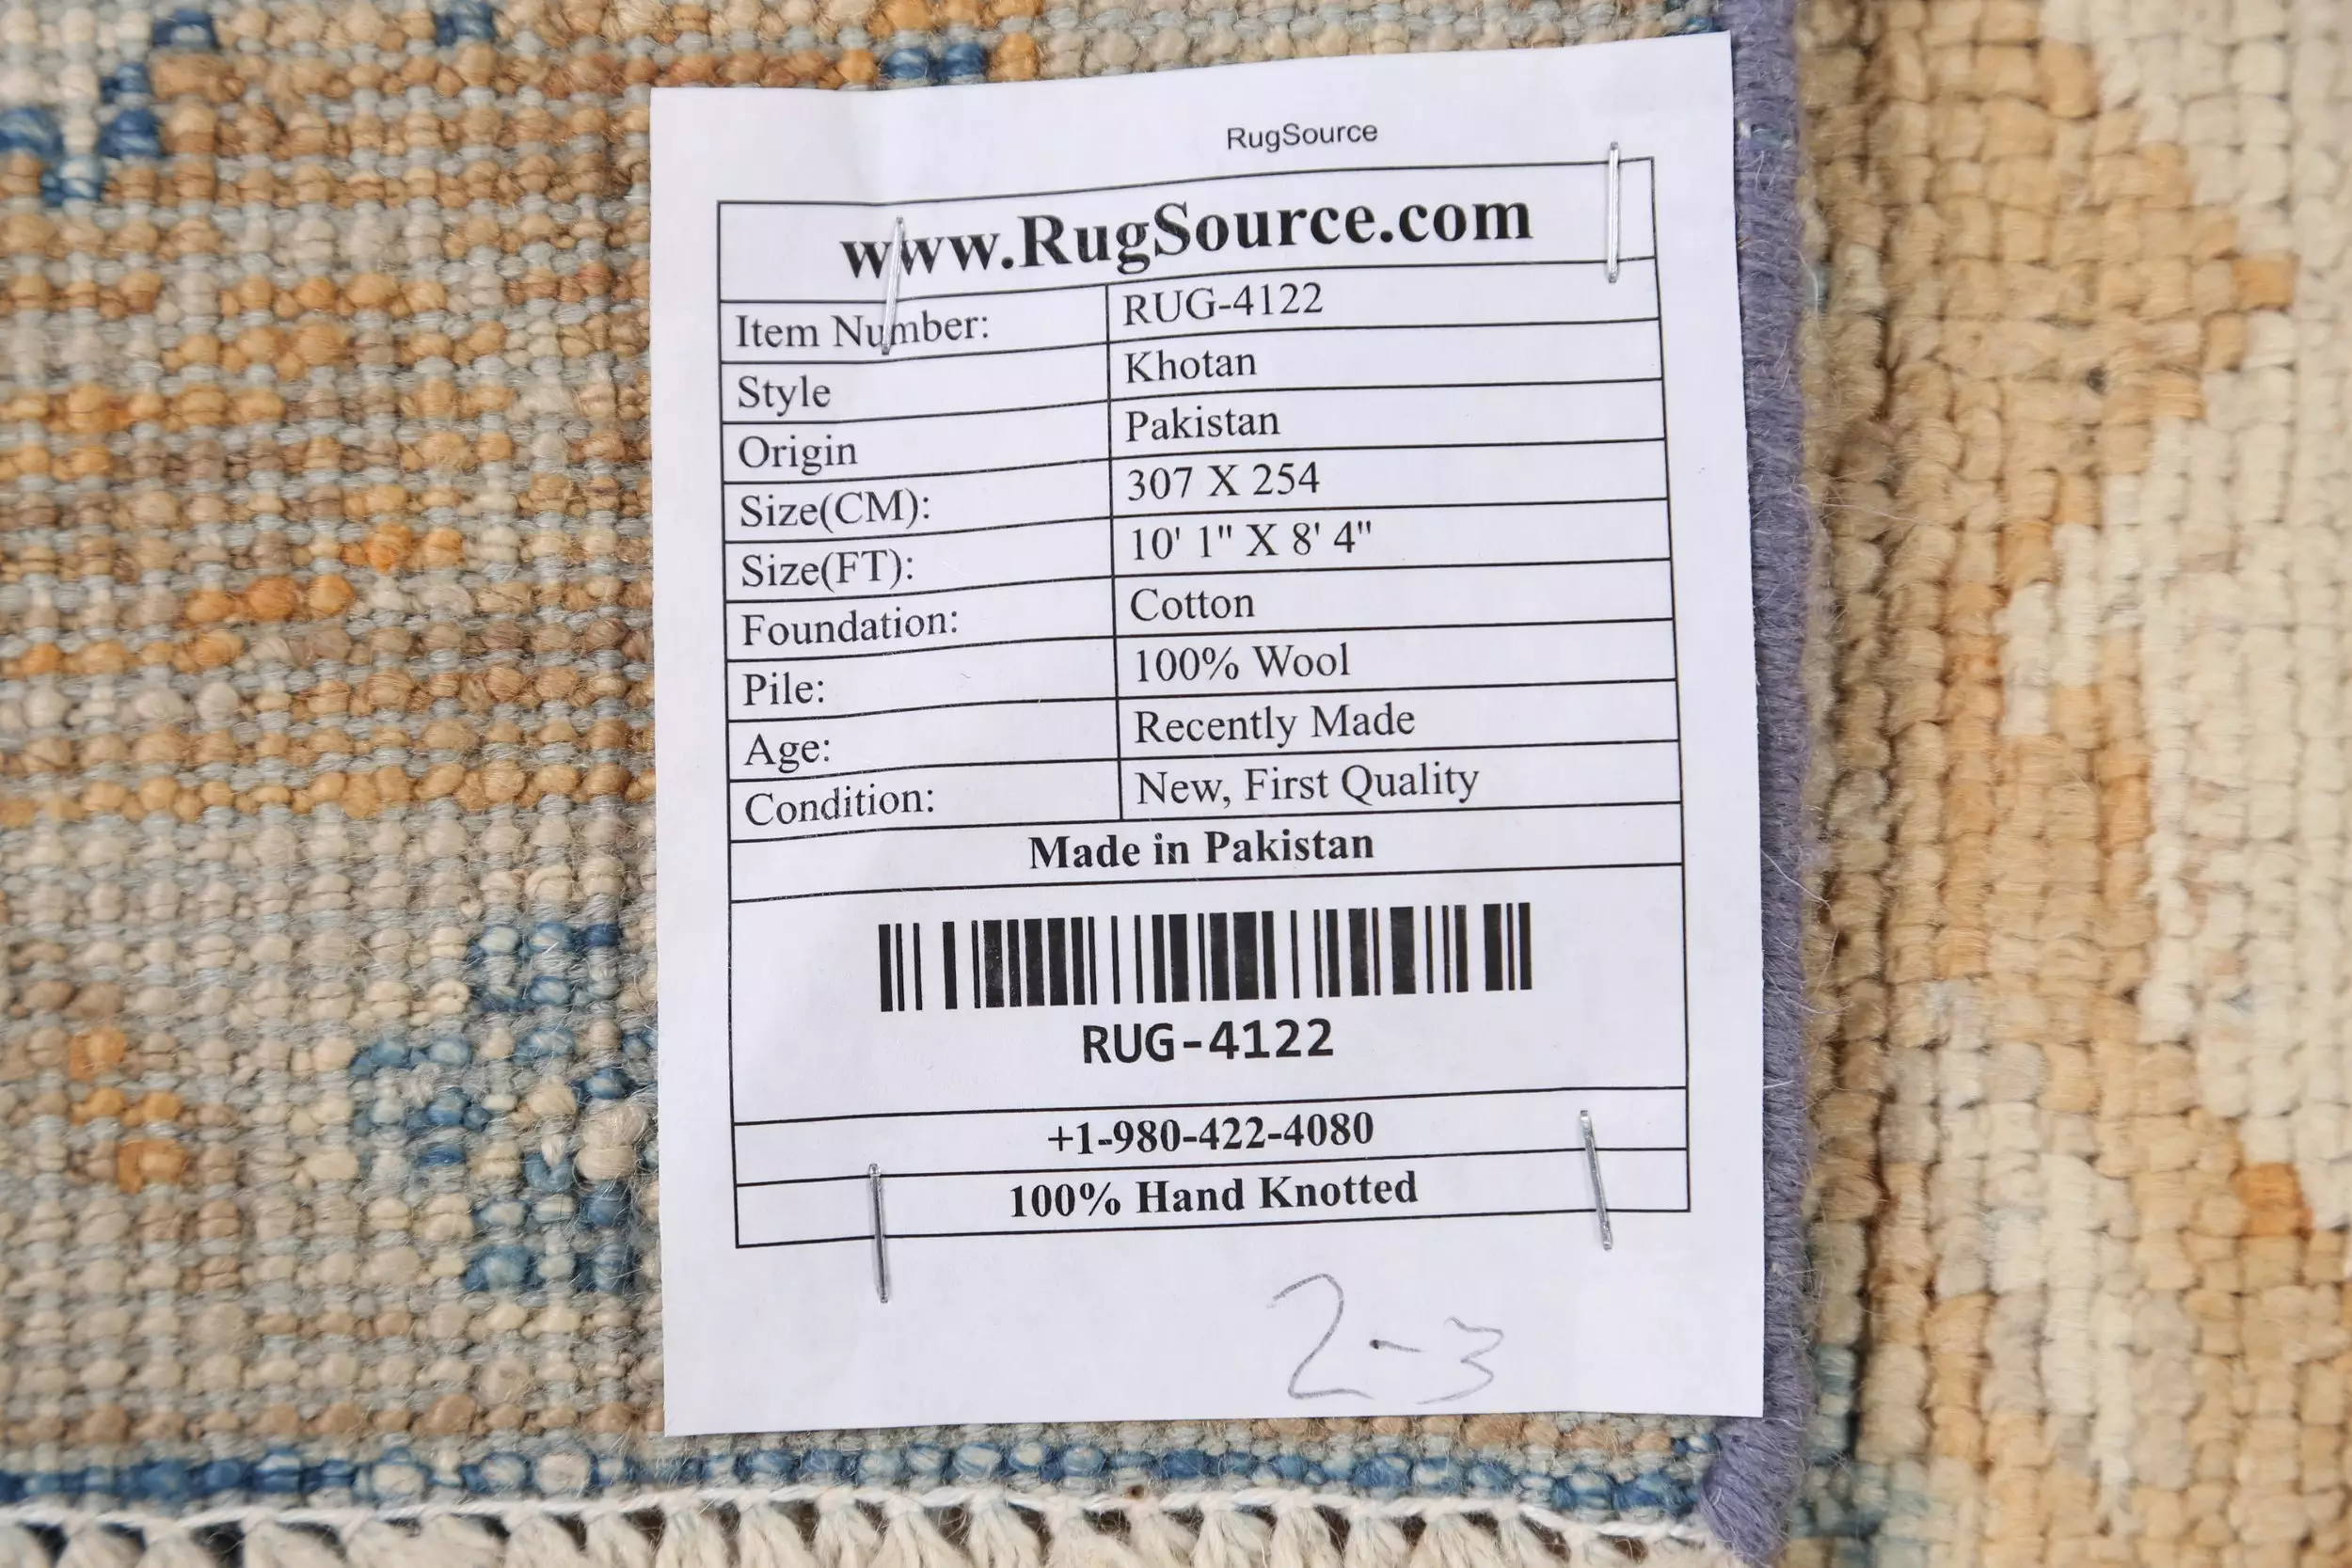 RugSource
www.RugSource.com
Item Number: RUG-4122
Style Khotan
Origin Pakistan
Size(CM): 307 X 254
Size(FT): 10' 1" X 8' 4"
Foundation: Cotton
Pile: 100% Wool
Age: Recently Made
Condition: New, First Quality
Made in Pakistan
RUG-4122
+1-980-422-4080
100% Hand Knotted
2-3